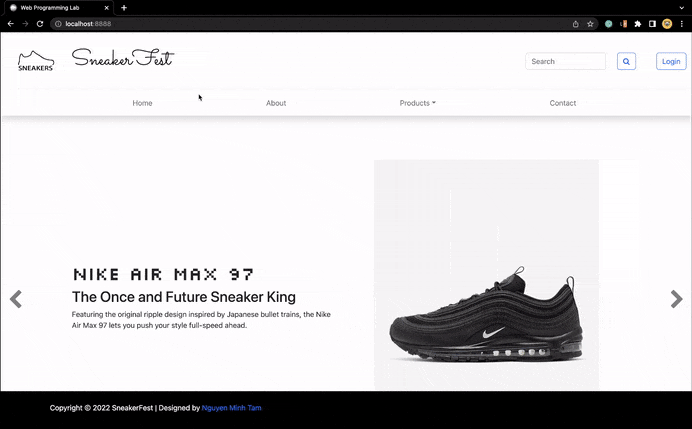 Web Programming Lab
localhost:8888
SNEAKERS
SneakerFest
Search
Login
Home
About
Products
Contact
NIKE AIR MAX 97
The Once and Future Sneaker King
Featuring the original ripple design inspired by Japanese bullet trains, the Nike
Air Max 97 lets you push your style full-speed ahead.
Copyright © 2022 SneakerFest | Designed by Nguyen Minh Tam